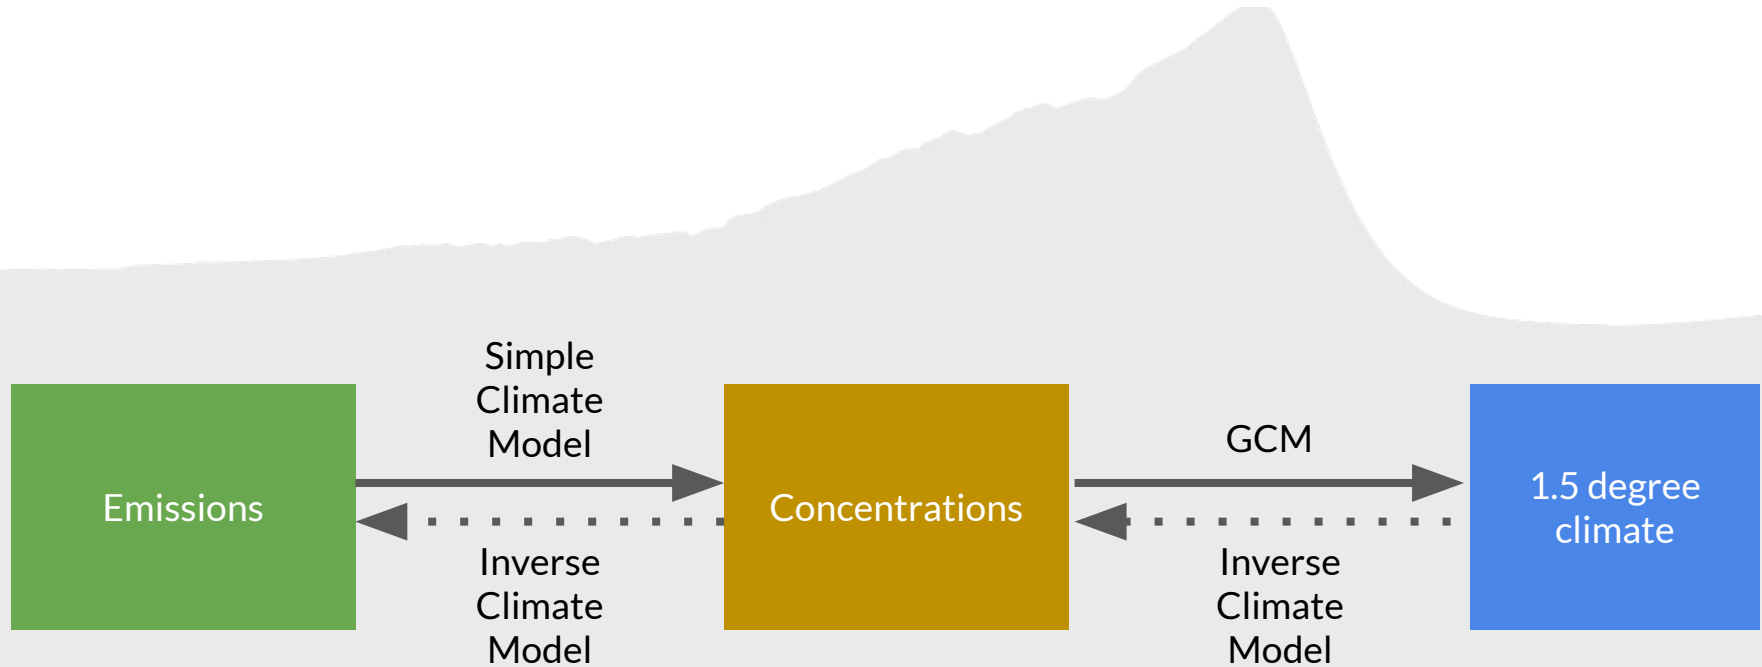 Simple
Climate
Model
GCM
Emissions
Concentrations
1.5 degree
climate
Inverse
Climate
Model
Inverse
Climate
Model